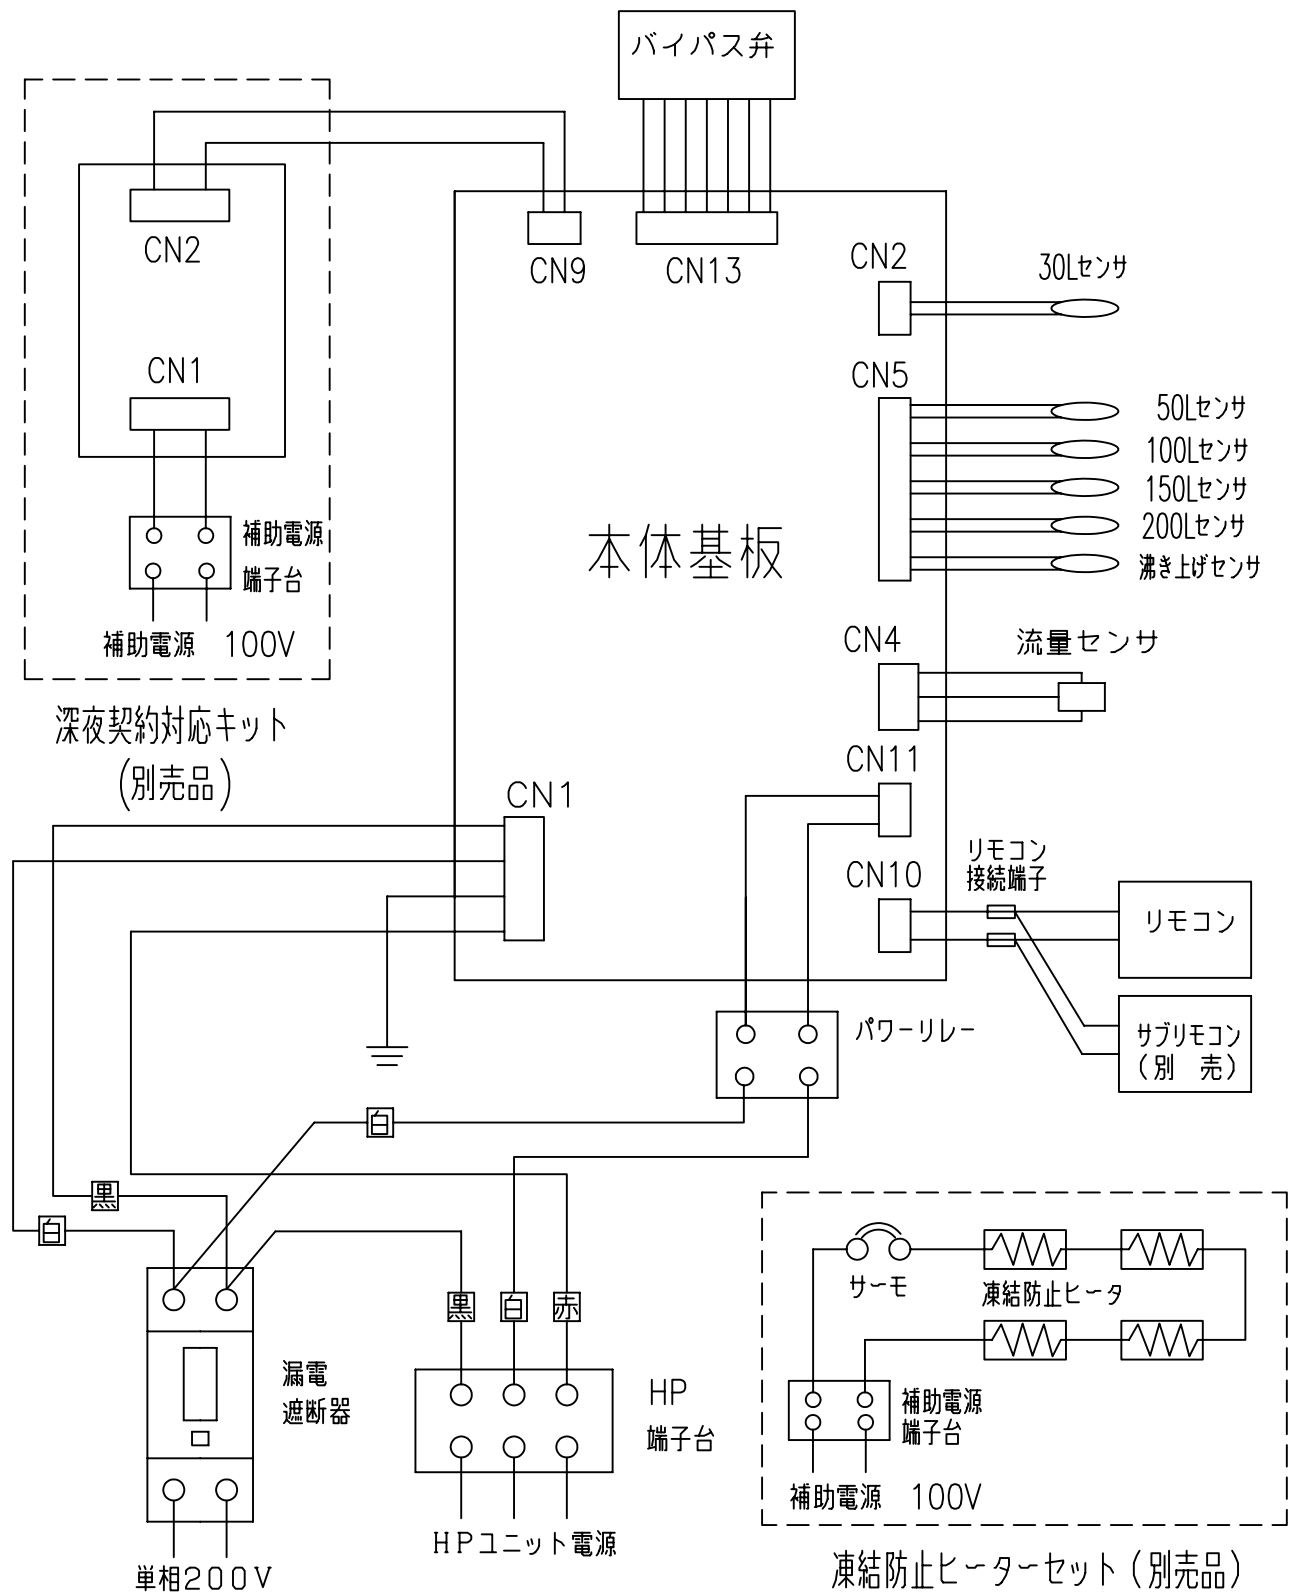 バイパス弁
CN2
CN9
CN13
CN2
30Lセンサ
CN1
CN5
50Lセンサ
100Lセンサ
150Lセンサ
200Lセンサ
沸き上げセンサ
補助電源
端子台
補助電源 100V
本体基板
CN4
流量センサ
深夜契約対応キット
(別売品)
CN1
CN11
CN10
リモコン
接続端子
リモコン
サブリモコン
(別 売)
パワーリレー
白
黒
白
黒
白
赤
漏電
遮断器
HP
端子台
HPユニット電源
単相200V
サーモ
凍結防止ヒータ
補助電源
端子台
補助電源 100V
凍結防止ヒーターセット(別売品)